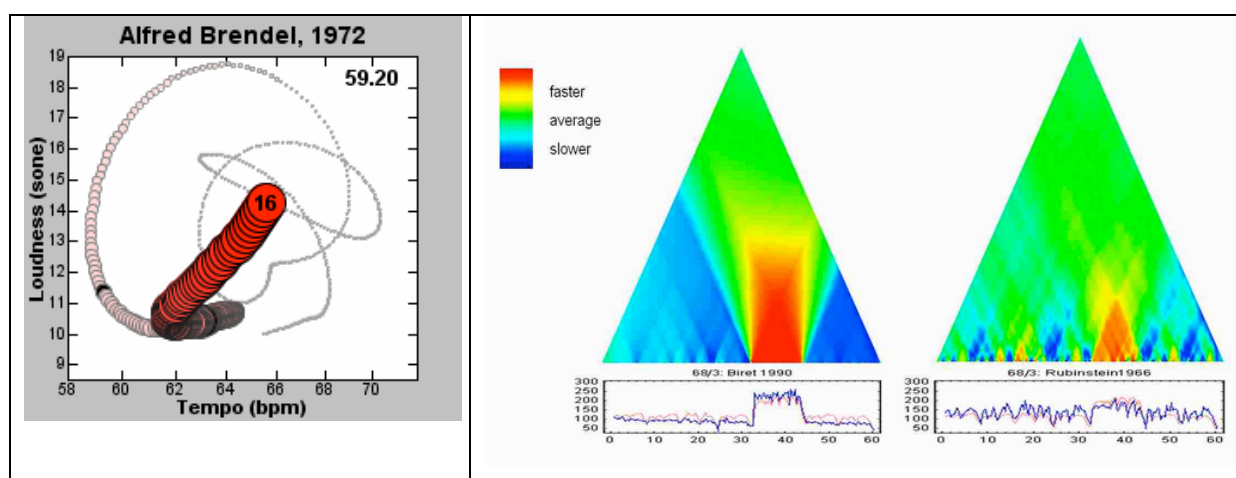 Alfred Brendel, 1972
19
18
17
16
15
14
13
12
11
10
9
Loudness (sone)
59.20
16
58 60 62 64 66 68 70
Tempo (bpm)
faster
average
slower
68/3: Biret 1990
300
250
200
150
100
50
0 10 20 30 40 50 60
68/3: Rubinstein1966
300
250
200
150
100
50
0 10 20 30 40 50 60